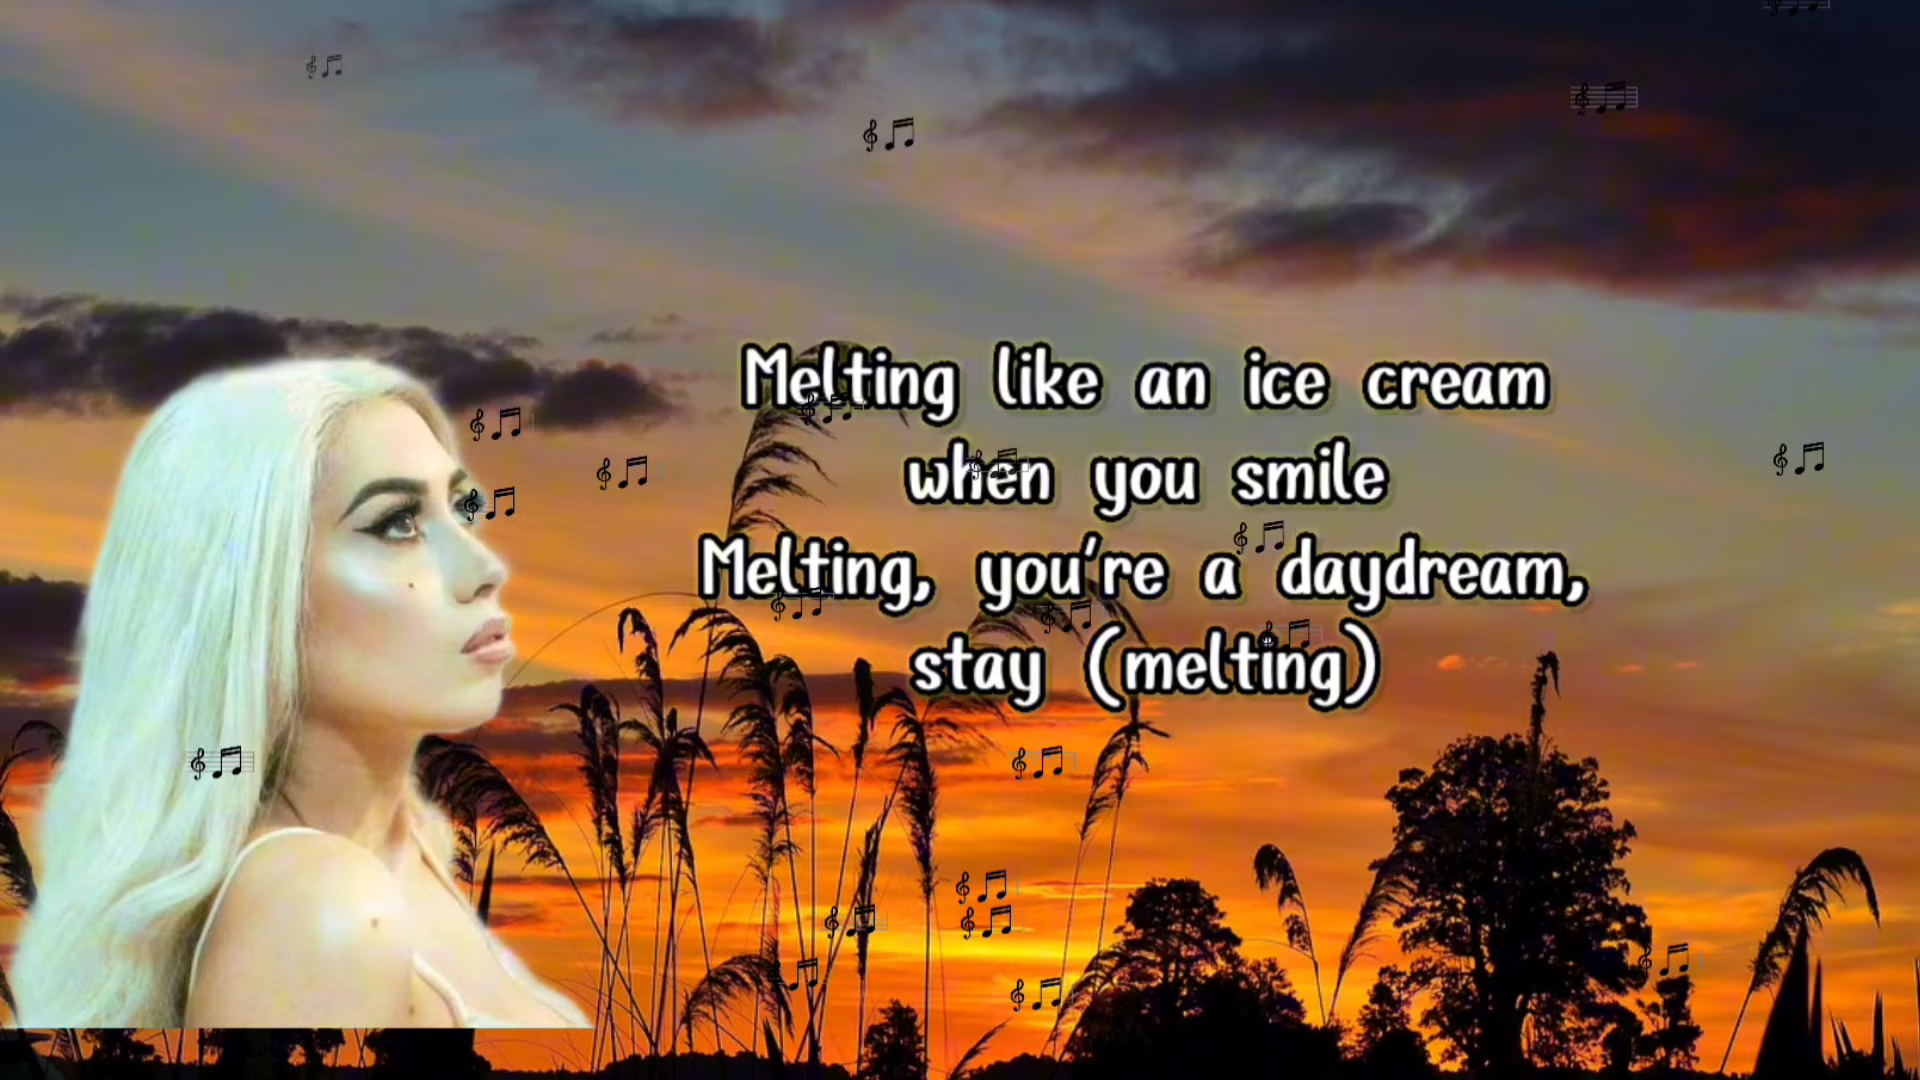 Melting like an ice cream
when you smile
Melting, you're a daydream,
stay (melting)